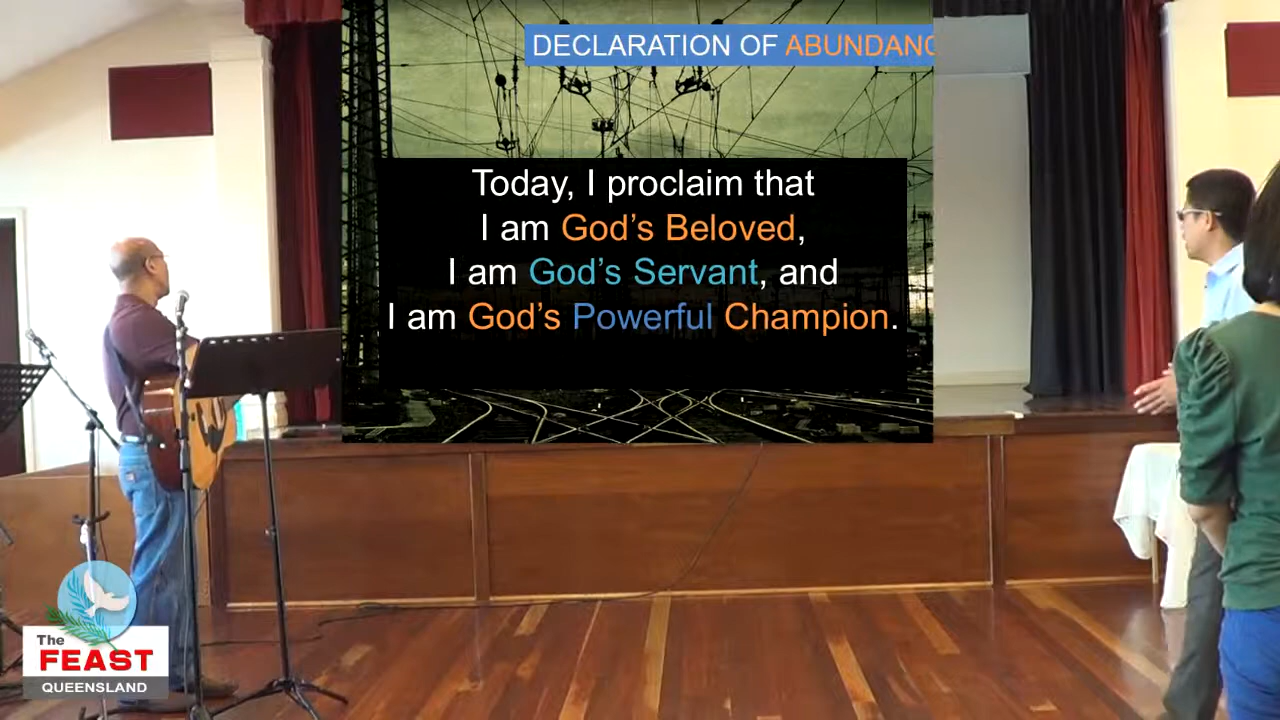 DECLARATION OF ABUNDANC
Today, I proclaim that
I am God’s Beloved,
I am God’s Servant, and
I am God’s Powerful Champion.
The
FEAST
QUEENSLAND